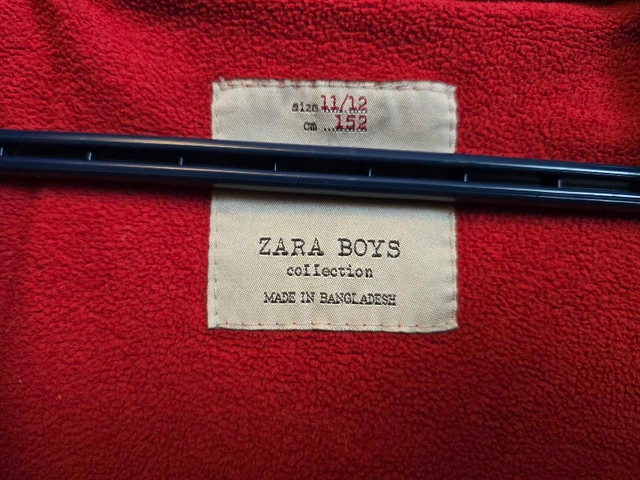 size 11/12
cm ... 152
ZARA BOYS
collection
MADE IN BANGLADESH